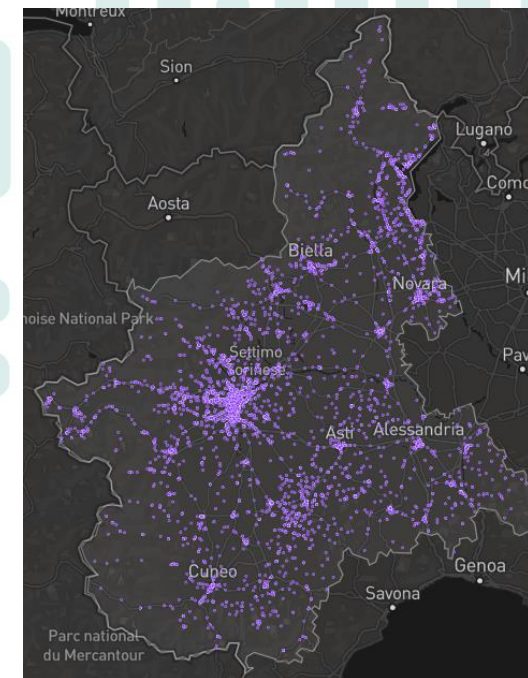 Montreux
Sion
Lugano
Como
Aosta
Biella
Novara
Mi
noise National Park
Settimo
Torinese
Pav
Asti
Alessandria
Cuneo
Genoa
Savona
Parc national
du Mercantour